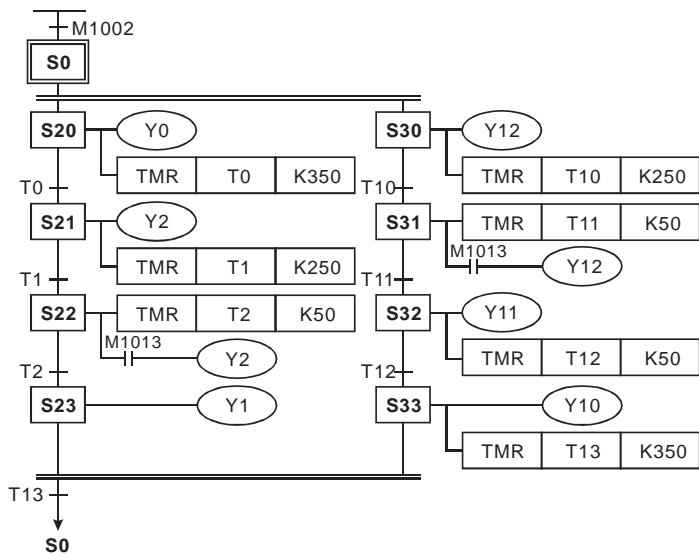 M1002
S0
S20 Y0 S30 Y12
TMR T0 K350 TMR T10 K250
T0 T10
S21 Y2 S31 TMR T11 K50
TMR T1 K250 M1013 Y12
T1 T11
S22 TMR T2 K50 S32 Y11
M1013 Y2 TMR T12 K50
T2 T12
S23 Y1 S33 Y10
TMR T13 K350
T13
S0